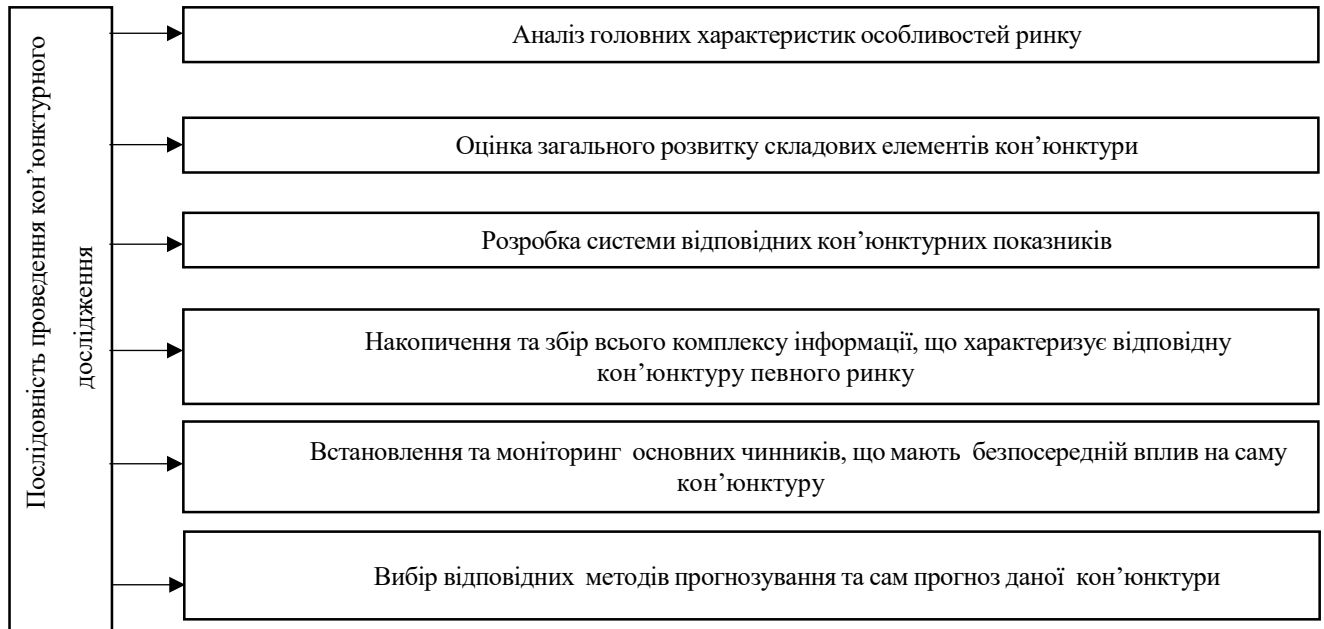 Послідовність проведення кон’юнктурного
дослідження
Аналіз головних характеристик особливостей ринку
Оцінка загального розвитку складових елементів кон’юнктури
Розробка системи відповідних кон’юнктурних показників
Накопичення та збір всього комплексу інформації, що характеризує відповідну
кон’юнктуру певного ринку
Встановлення та моніторинг основних чинників, що мають безпосередній вплив на саму
кон’юнктуру
Вибір відповідних методів прогнозування та сам прогноз даної кон’юнктури